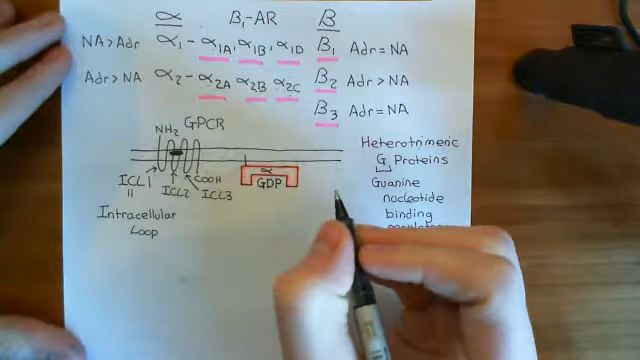 α β₁-AR β
NA>Adr α₁ - α₁A, α₁B, α₁D β₁ Adr = NA
Adr>NA α₂ - α₂A α₂B α₂C β₂ Adr > NA
β₃ Adr = NA
NH₂ GPCR
Heterotrimeric
G Proteins
ICL1 ICL2 COOH ICL3
α
GDP
Guanine
nucleotide
binding
Intracellular
Loop